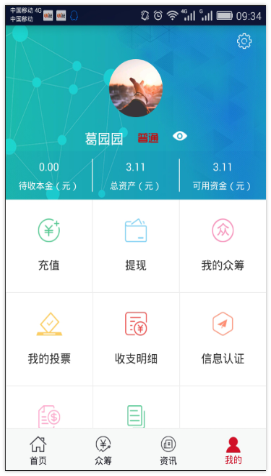 中国移动 4G
中国移动
4G
G
09:34
葛园园 普通
0.00 3.11 3.11
待收本金（元） 总资产（元） 可用资金（元）
充值 提现 我的众筹
我的投票 收支明细 信息认证
首页 众筹 资讯 我的